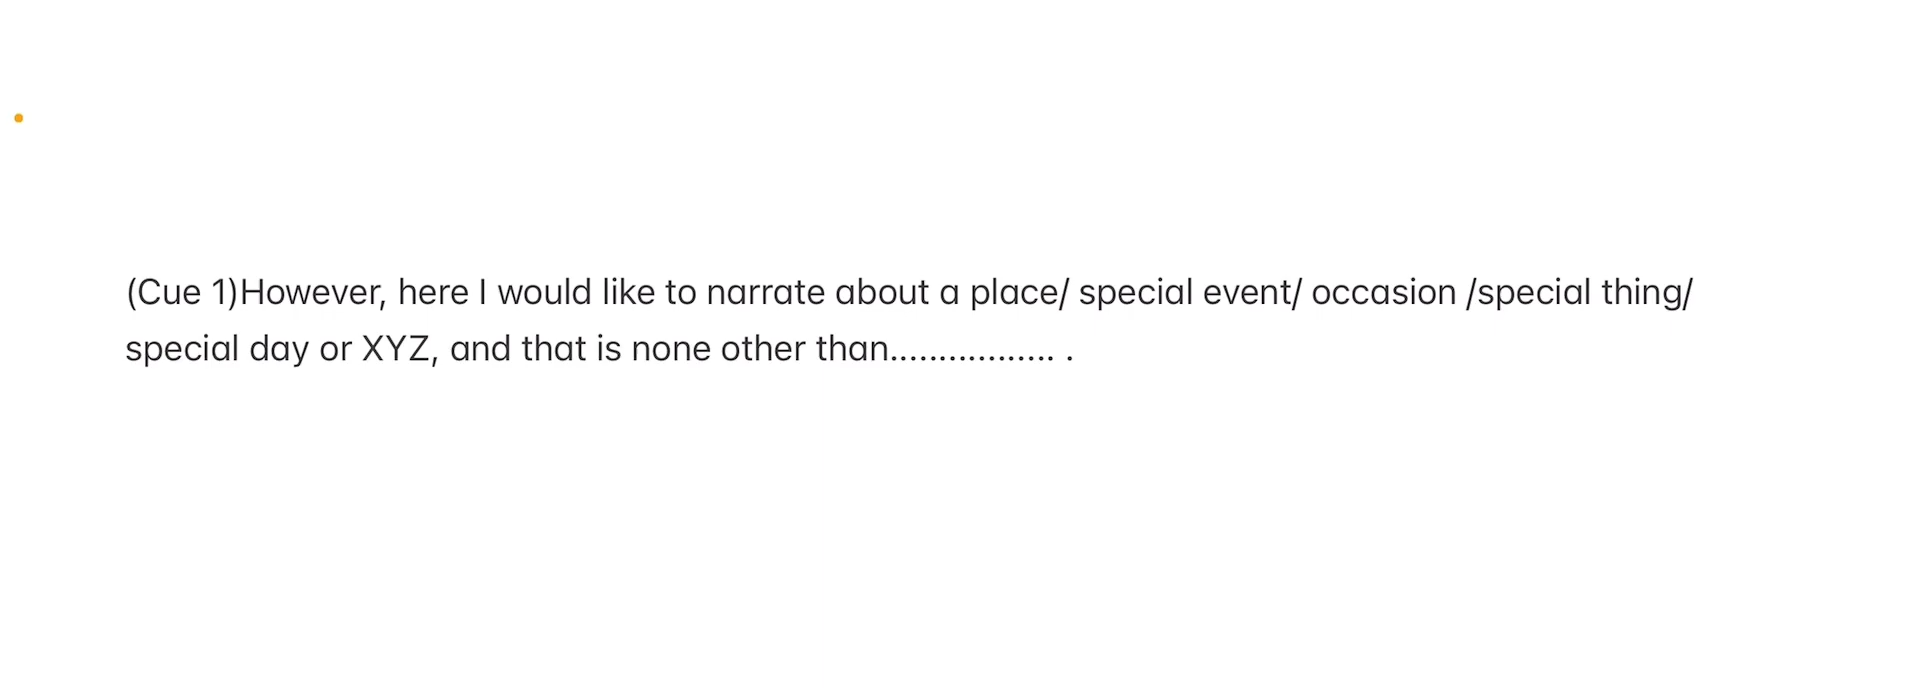 (Cue 1)However, here I would like to narrate about a place/ special event/ occasion /special thing/
special day or XYZ, and that is none other than................. .